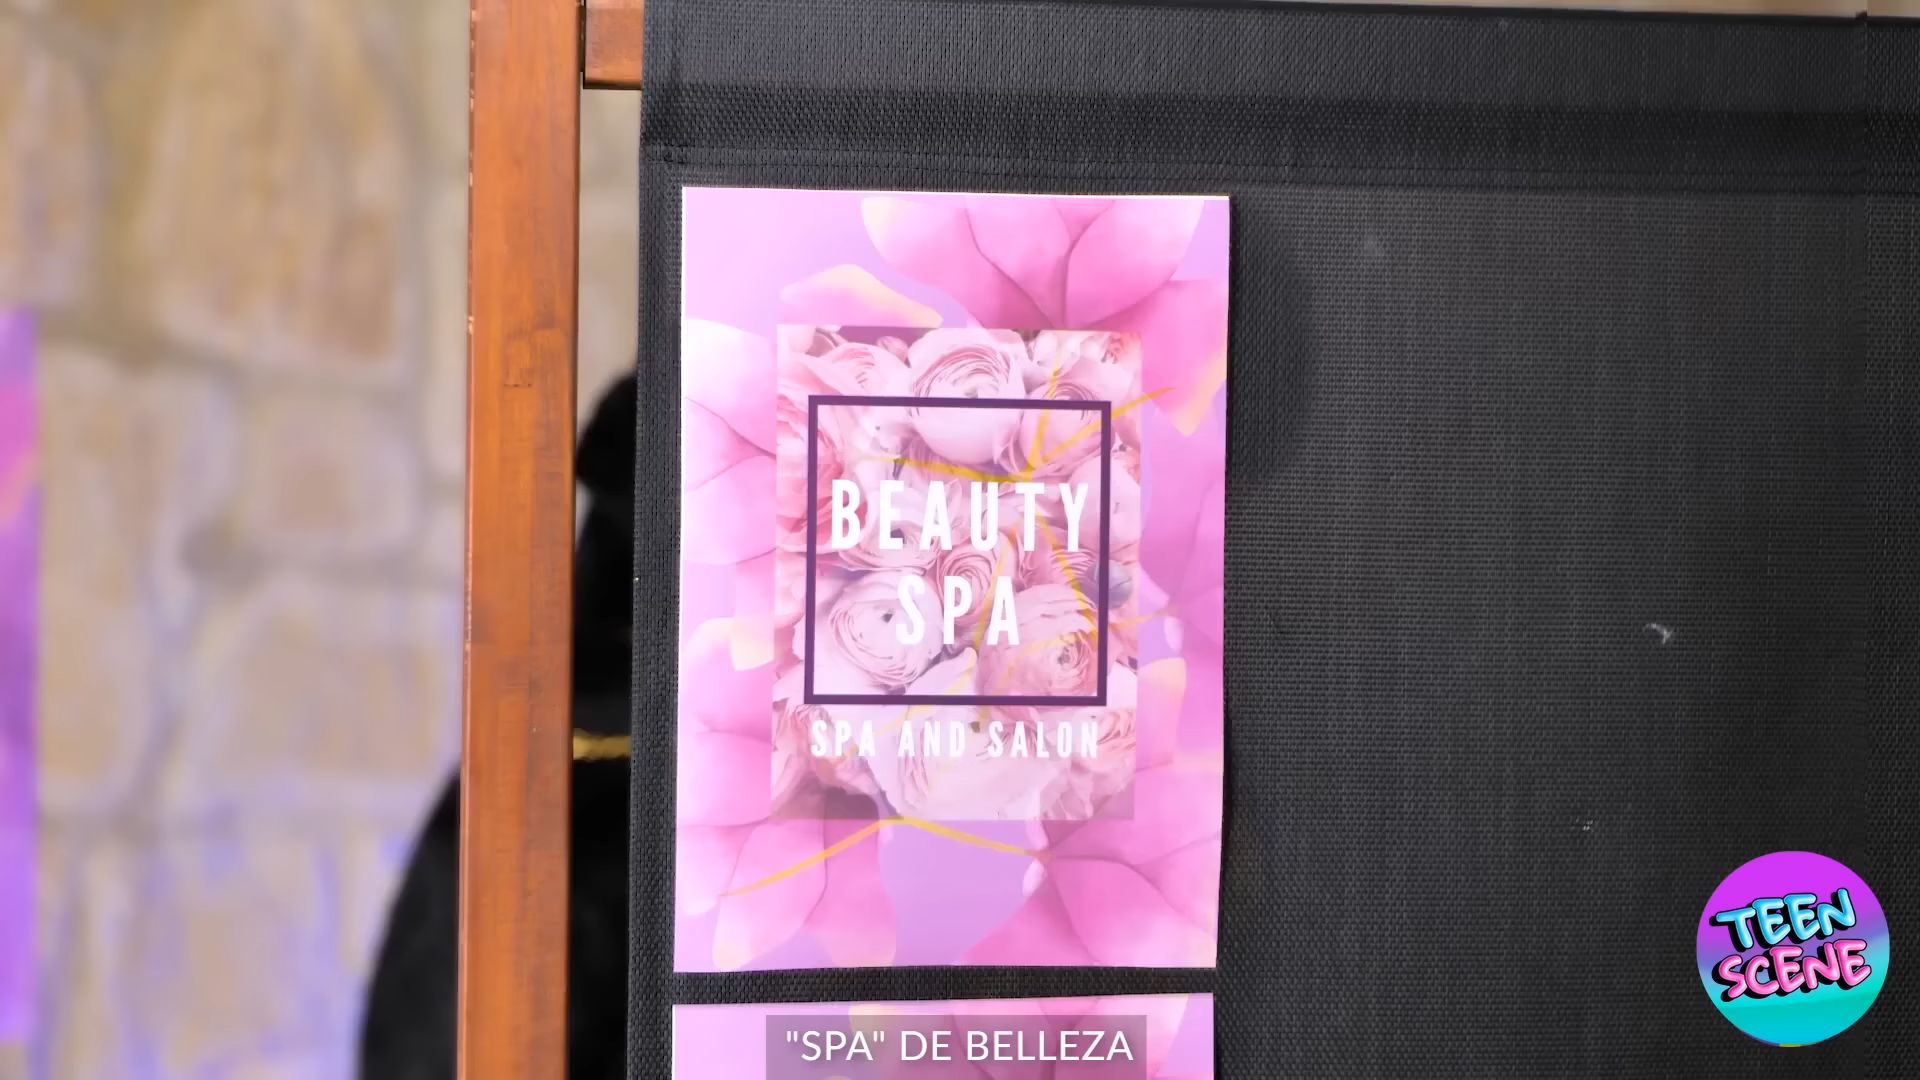 BEAUTY
SPA
SPA AND SALON
"SPA" DE BELLEZA
TEEN
SCENE